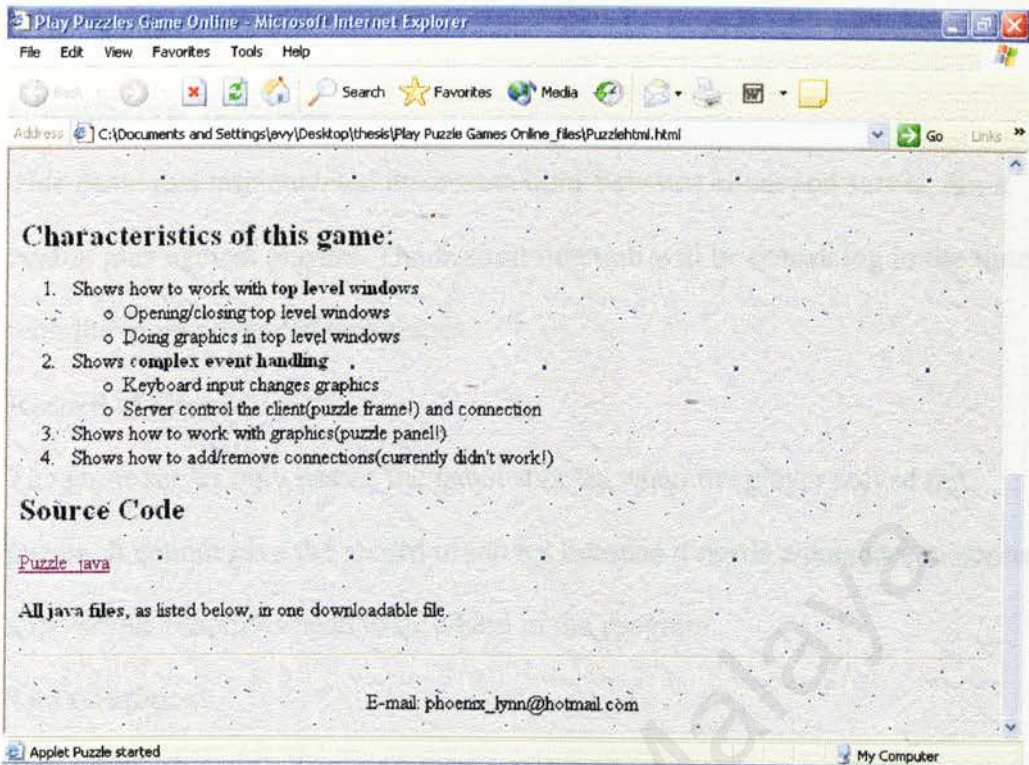 Play Puzzles Game Online - Microsoft Internet Explorer
File Edit View Favorites Tools Help
Back Search Favorites Media
Address C:\Documents and Settings\evy\Desktop\thesis\Play Puzzle Games Online_files\Puzzlehtml.html Go Links »
Characteristics of this game:
1. Shows how to work with top level windows
o Opening/closing top level windows
o Doing graphics in top level windows
2. Shows complex event handling
o Keyboard input changes graphics
o Server control the client(puzzle frame!) and connection
3. Shows how to work with graphics(puzzle panel!)
4. Shows how to add/remove connections(currently didn't work!)
Source Code
Puzzle java
All java files, as listed below, in one downloadable file.
E-mail: phoenix_lynn@hotmail.com
Applet Puzzle started My Computer
Malaya